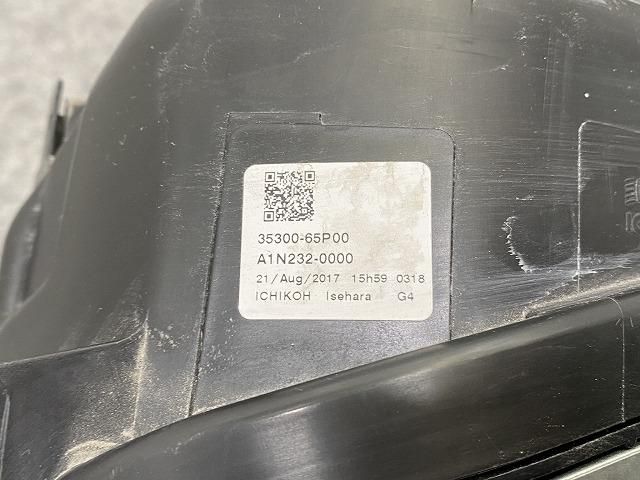 35300-65P00
A1N232-0000
21/Aug/2017 15h59 0318
ICHIKOH Isehara G4